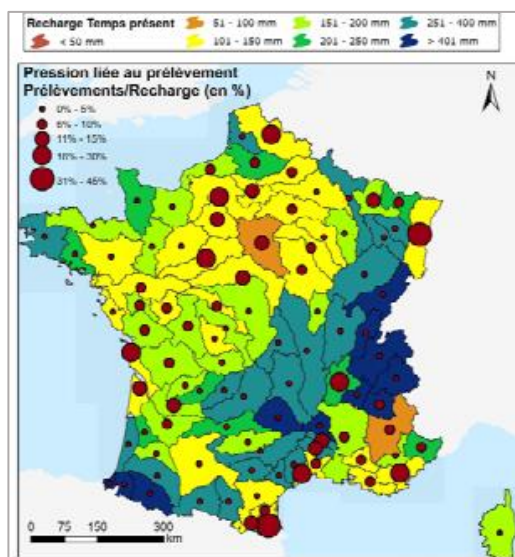 Recharge Temps présent
< 50 mm
51 - 100 mm
101 - 150 mm
151 - 200 mm
201 - 250 mm
251 - 400 mm
> 401 mm
Pression liée au prélèvement
Prélèvements/Recharge (en %)
0% - 5%
6% - 10%
11% - 15%
16% - 30%
31% - 46%
N
0 75 150 300
km